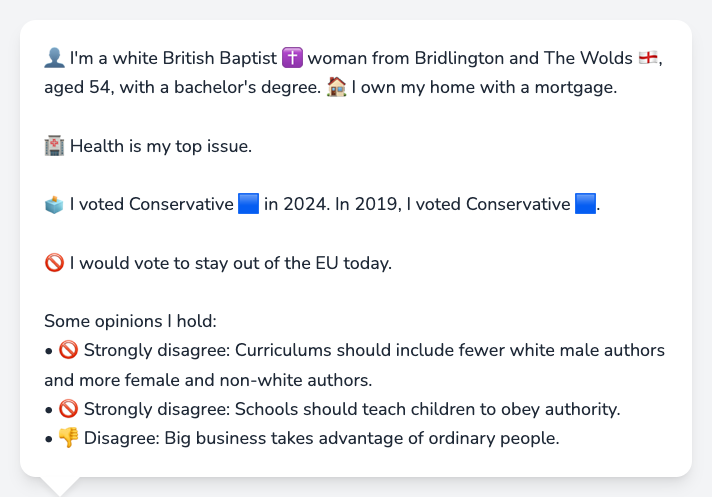 👤 I'm a white British Baptist ✝️ woman from Bridlington and The Wolds 🏴󠁧󠁢󠁥󠁮󠁧󠁿,
aged 54, with a bachelor's degree. 🏠 I own my home with a mortgage.
🏥 Health is my top issue.
🗳️ I voted Conservative 🟦 in 2024. In 2019, I voted Conservative 🟦.
🚫 I would vote to stay out of the EU today.
Some opinions I hold:
• 🚫 Strongly disagree: Curriculums should include fewer white male authors
and more female and non-white authors.
• 🚫 Strongly disagree: Schools should teach children to obey authority.
• 👎 Disagree: Big business takes advantage of ordinary people.